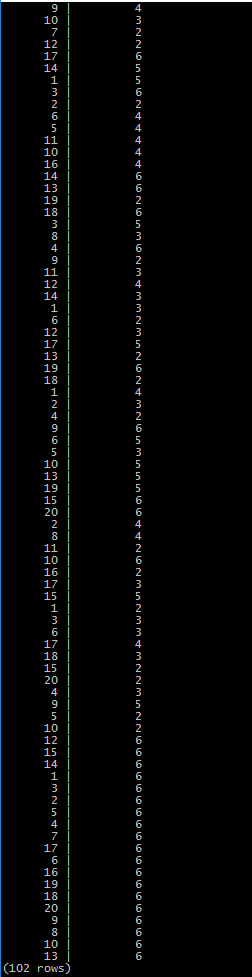 9 | 4
10 | 3
7 | 2
12 | 2
17 | 6
14 | 5
1 | 5
3 | 6
2 | 2
6 | 4
5 | 4
11 | 4
10 | 4
16 | 4
14 | 6
13 | 6
19 | 2
18 | 6
3 | 5
8 | 3
4 | 6
9 | 2
11 | 3
12 | 4
14 | 3
1 | 3
6 | 2
12 | 3
17 | 5
13 | 2
19 | 6
18 | 2
1 | 4
2 | 3
4 | 2
9 | 6
6 | 5
5 | 3
10 | 5
13 | 5
19 | 5
15 | 6
20 | 6
2 | 4
8 | 4
11 | 2
10 | 6
16 | 2
17 | 3
15 | 5
1 | 2
3 | 3
6 | 3
17 | 4
18 | 3
15 | 2
20 | 2
4 | 3
9 | 5
5 | 2
10 | 2
12 | 6
15 | 6
14 | 6
1 | 6
3 | 6
2 | 6
5 | 6
4 | 6
7 | 6
17 | 6
6 | 6
16 | 6
19 | 6
18 | 6
20 | 6
9 | 6
8 | 6
10 | 6
13 | 6
(102 rows)